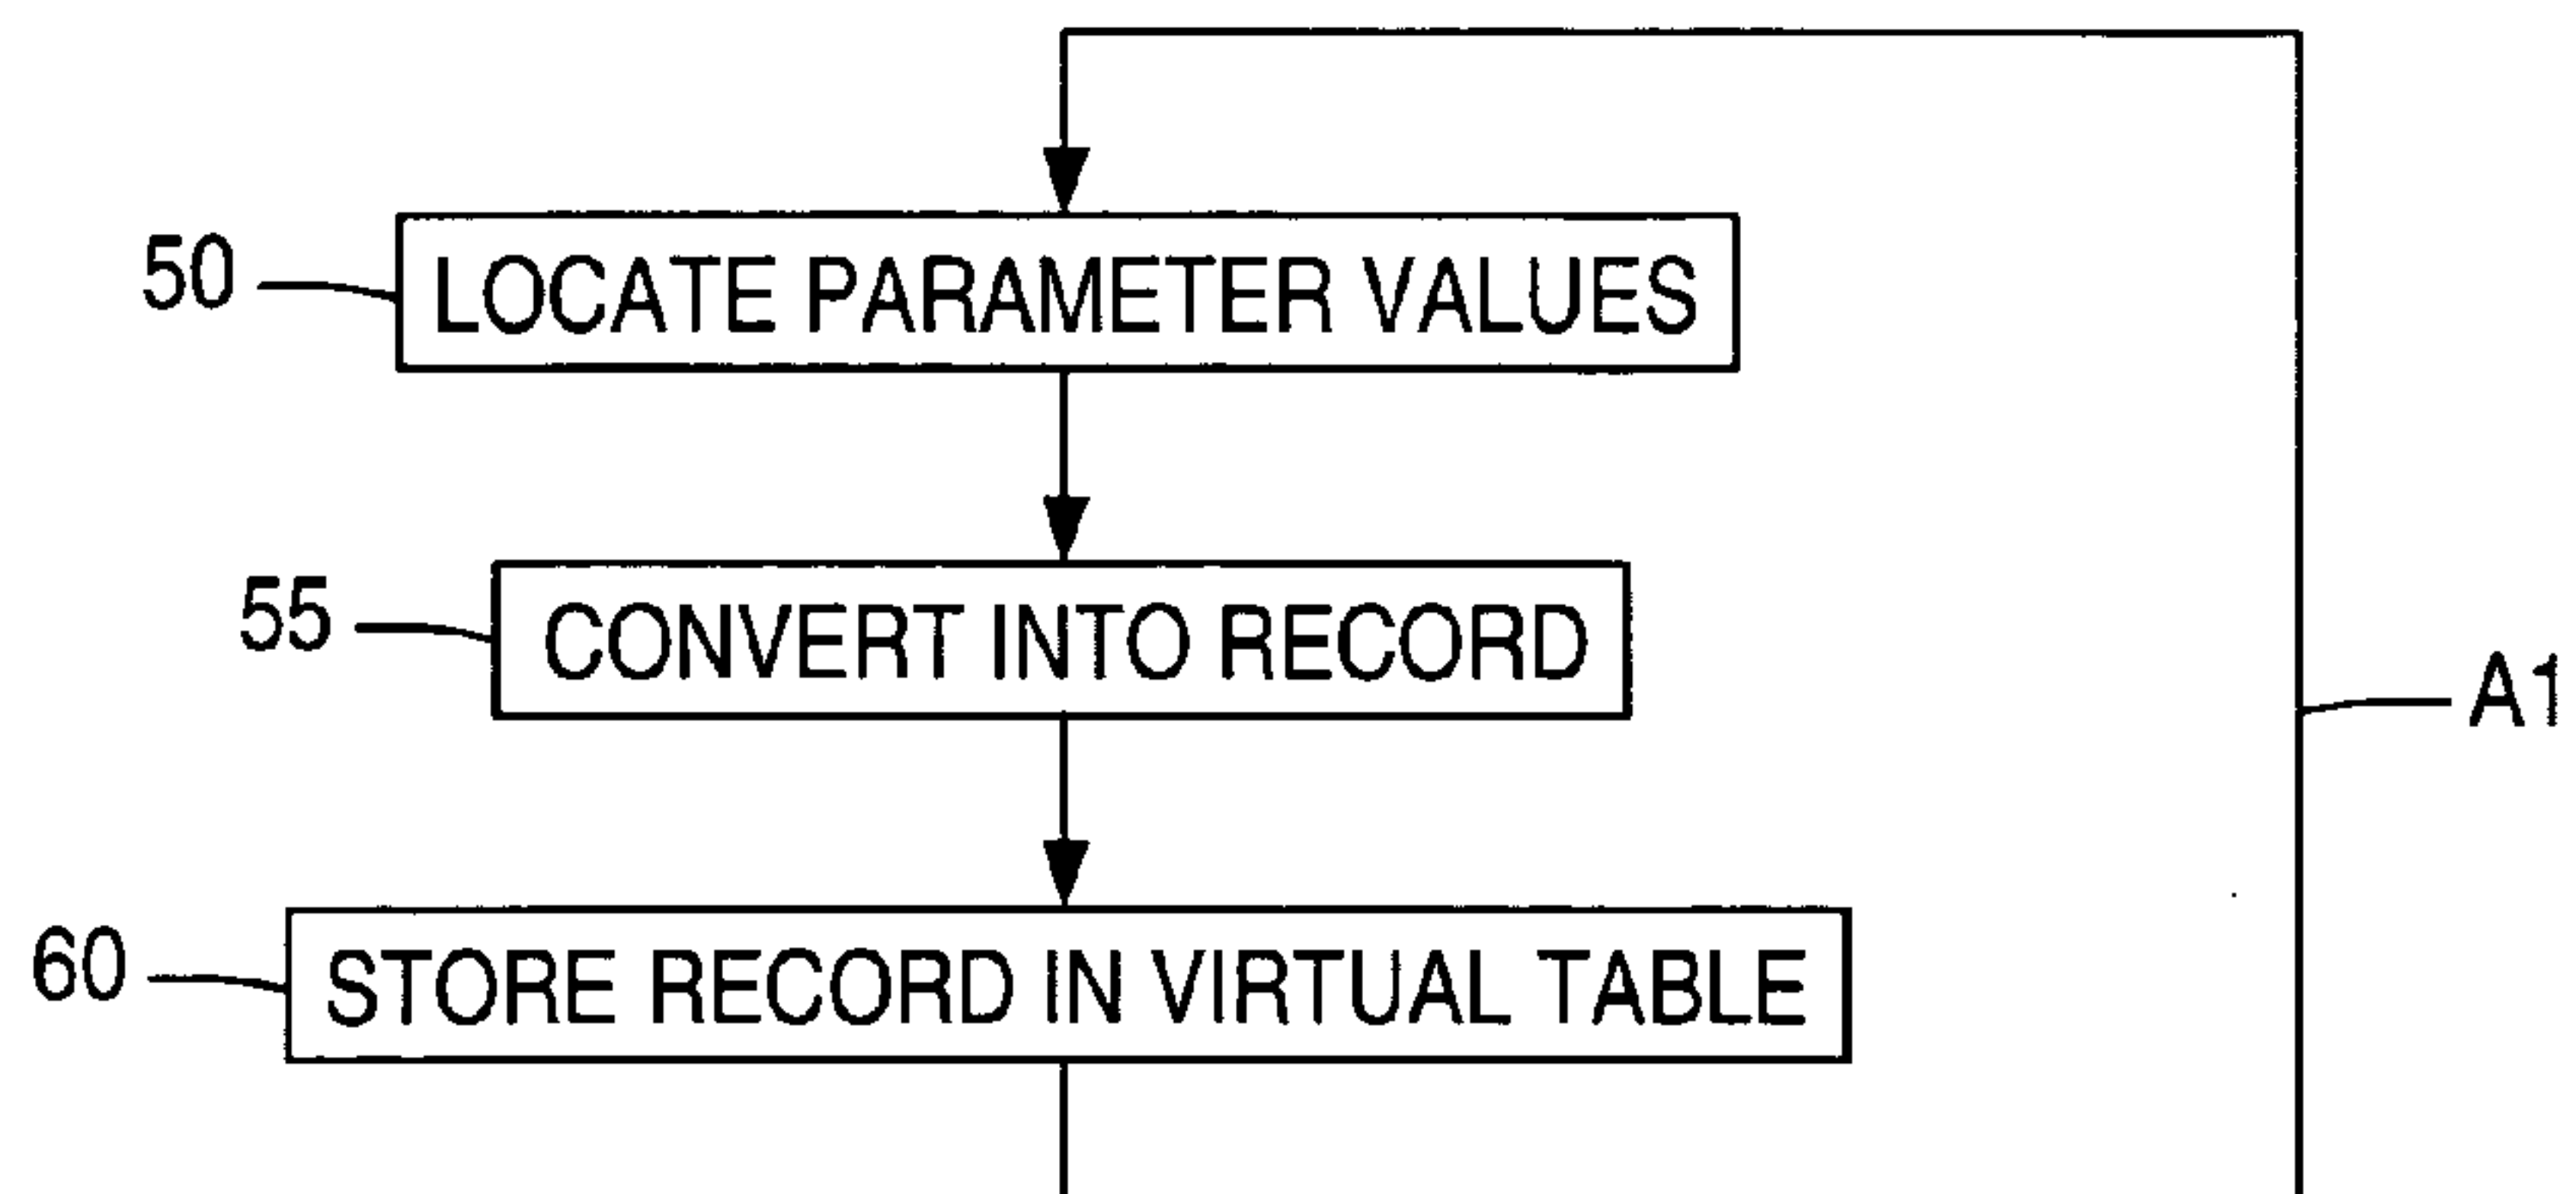 50
LOCATE PARAMETER VALUES
55
CONVERT INTO RECORD
A1
60
STORE RECORD IN VIRTUAL TABLE